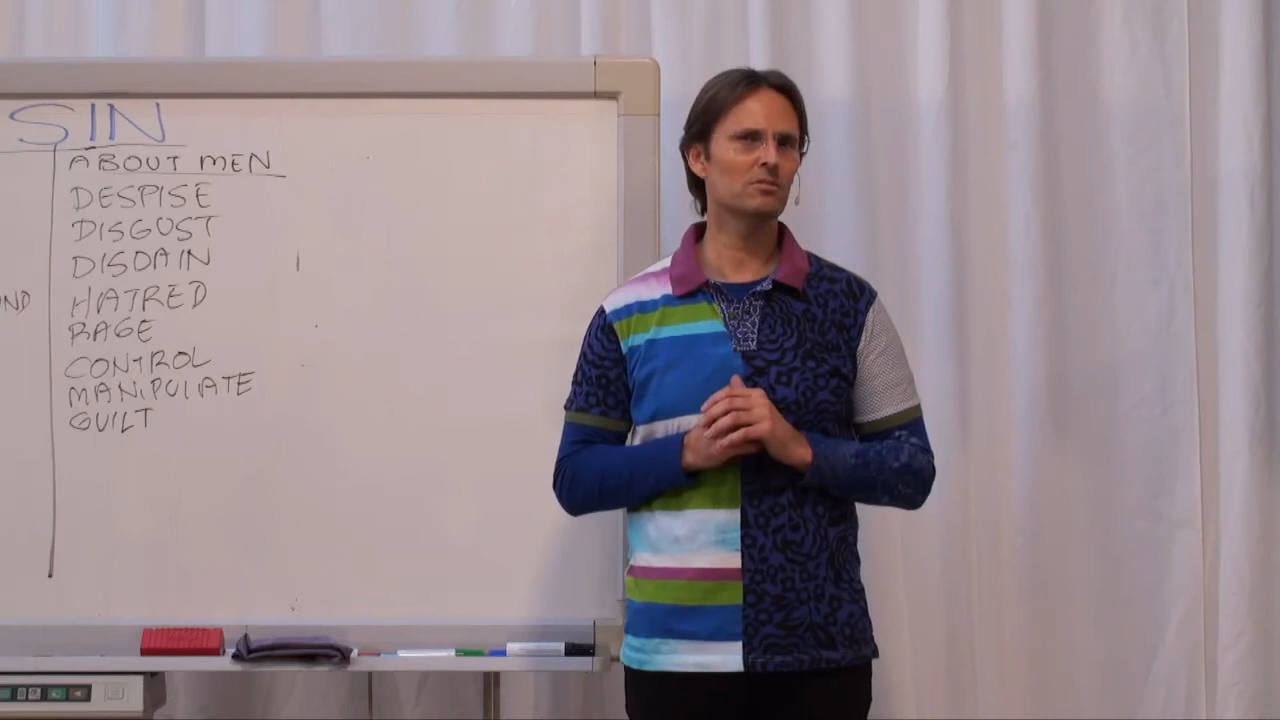 SIN
ABOUT MEN
DESPISE
DISGUST
DISDAIN
HATRED
RAGE
CONTROL
MANIPULATE
GUILT